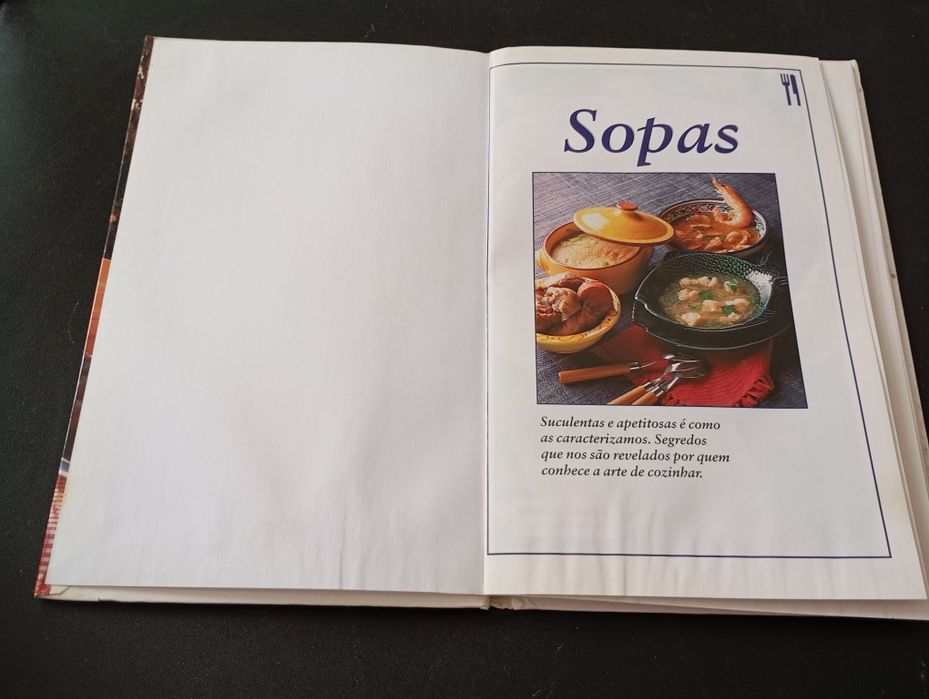 Sopas
Suculentas e apetitosas é como
as caracterizamos. Segredos
que nos são revelados por quem
conhece a arte de cozinhar.